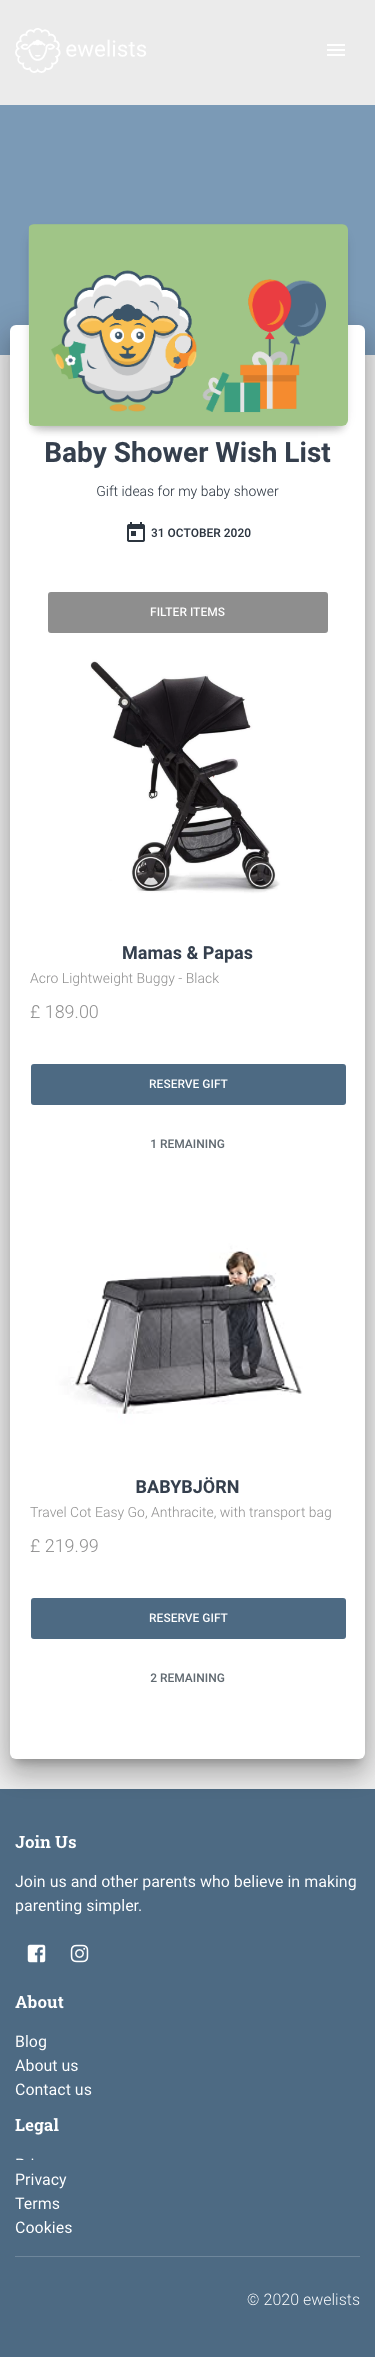 ewelists
Baby Shower Wish List
Gift ideas for my baby shower
31 OCTOBER 2020
FILTER ITEMS
Mamas & Papas
Acro Lightweight Buggy - Black
£ 189.00
RESERVE GIFT
1 REMAINING
BABYBJÖRN
Travel Cot Easy Go, Anthracite, with transport bag
£ 219.99
RESERVE GIFT
2 REMAINING
Join Us
Join us and other parents who believe in making
parenting simpler.
About
Blog
About us
Contact us
Legal
Privacy
Terms
Cookies
© 2020 ewelists